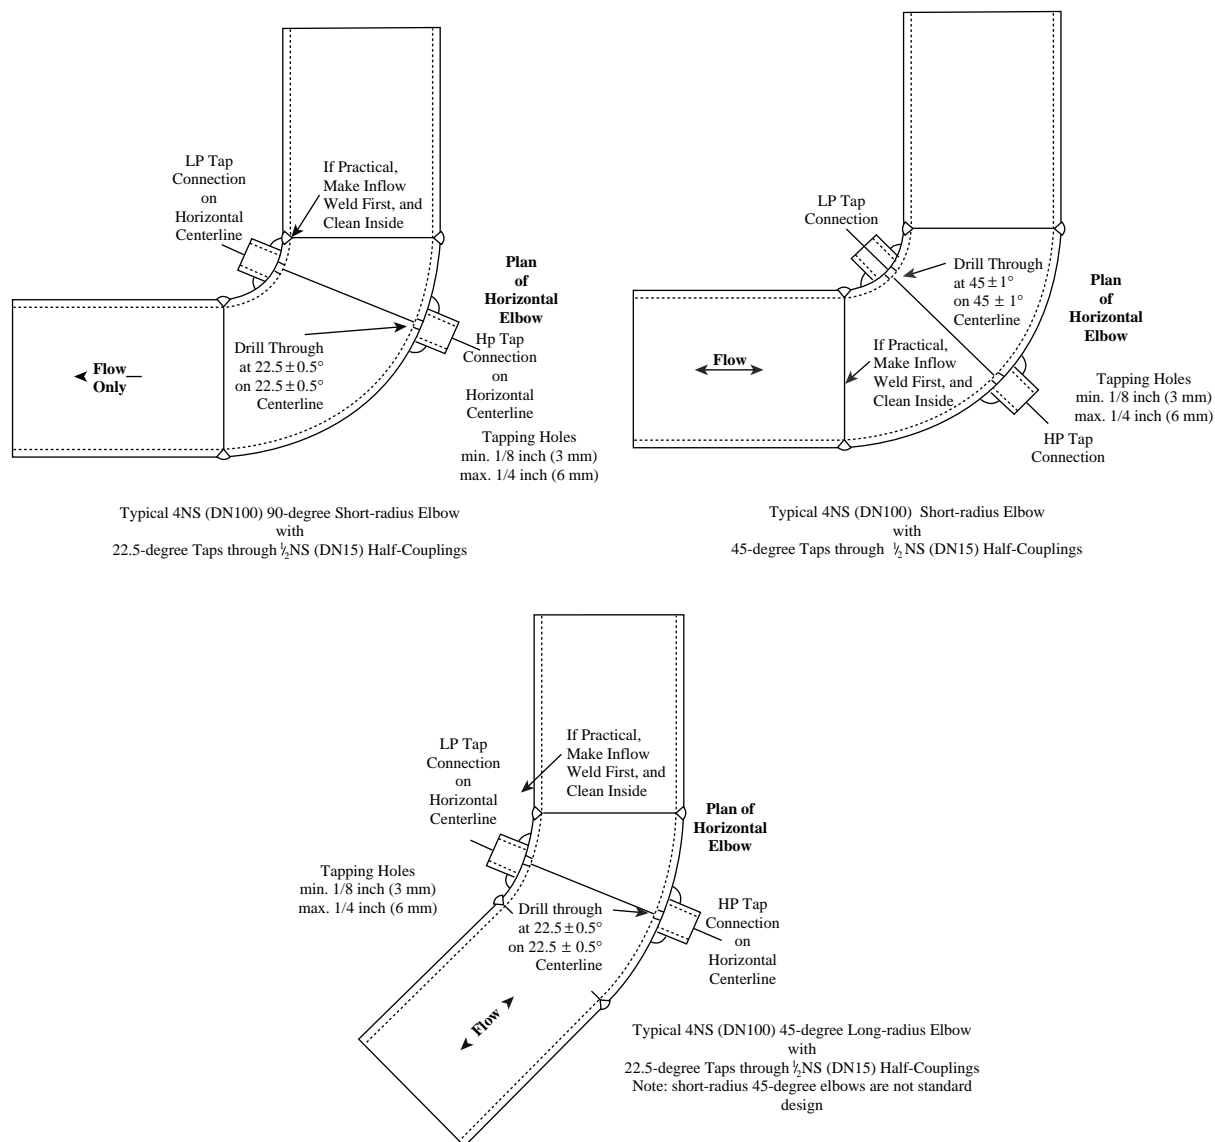 LP Tap
Connection
on
Horizontal
Centerline
If Practical,
Make Inflow
Weld First, and
Clean Inside
Plan
of
Horizontal
Elbow
Hp Tap
Connection
on
Horizontal
Centerline
Drill Through
at 22.5±0.5°
on 22.5±0.5°
Centerline
Flow
Only
Tapping Holes
min. 1/8 inch (3 mm)
max. 1/4 inch (6 mm)
Typical 4NS (DN100) 90-degree Short-radius Elbow
with
22.5-degree Taps through ½NS (DN15) Half-Couplings
LP Tap
Connection
Drill Through
at 45±1°
on 45 ± 1°
Centerline
Plan
of
Horizontal
Elbow
If Practical,
Make Inflow
Weld First, and
Clean Inside
Flow
Tapping Holes
min. 1/8 inch (3 mm)
max. 1/4 inch (6 mm)
HP Tap
Connection
Typical 4NS (DN100) Short-radius Elbow
with
45-degree Taps through ½ NS (DN15) Half-Couplings
LP Tap
Connection
on
Horizontal
Centerline
If Practical,
Make Inflow
Weld First, and
Clean Inside
Plan of
Horizontal
Elbow
Tapping Holes
min. 1/8 inch (3 mm)
max. 1/4 inch (6 mm)
Drill through
at 22.5±0.5°
on 22.5 ± 0.5°
Centerline
HP Tap
Connection
on
Horizontal
Centerline
Flow
Typical 4NS (DN100) 45-degree Long-radius Elbow
with
22.5-degree Taps through ½NS (DN15) Half-Couplings
Note: short-radius 45-degree elbows are not standard
design